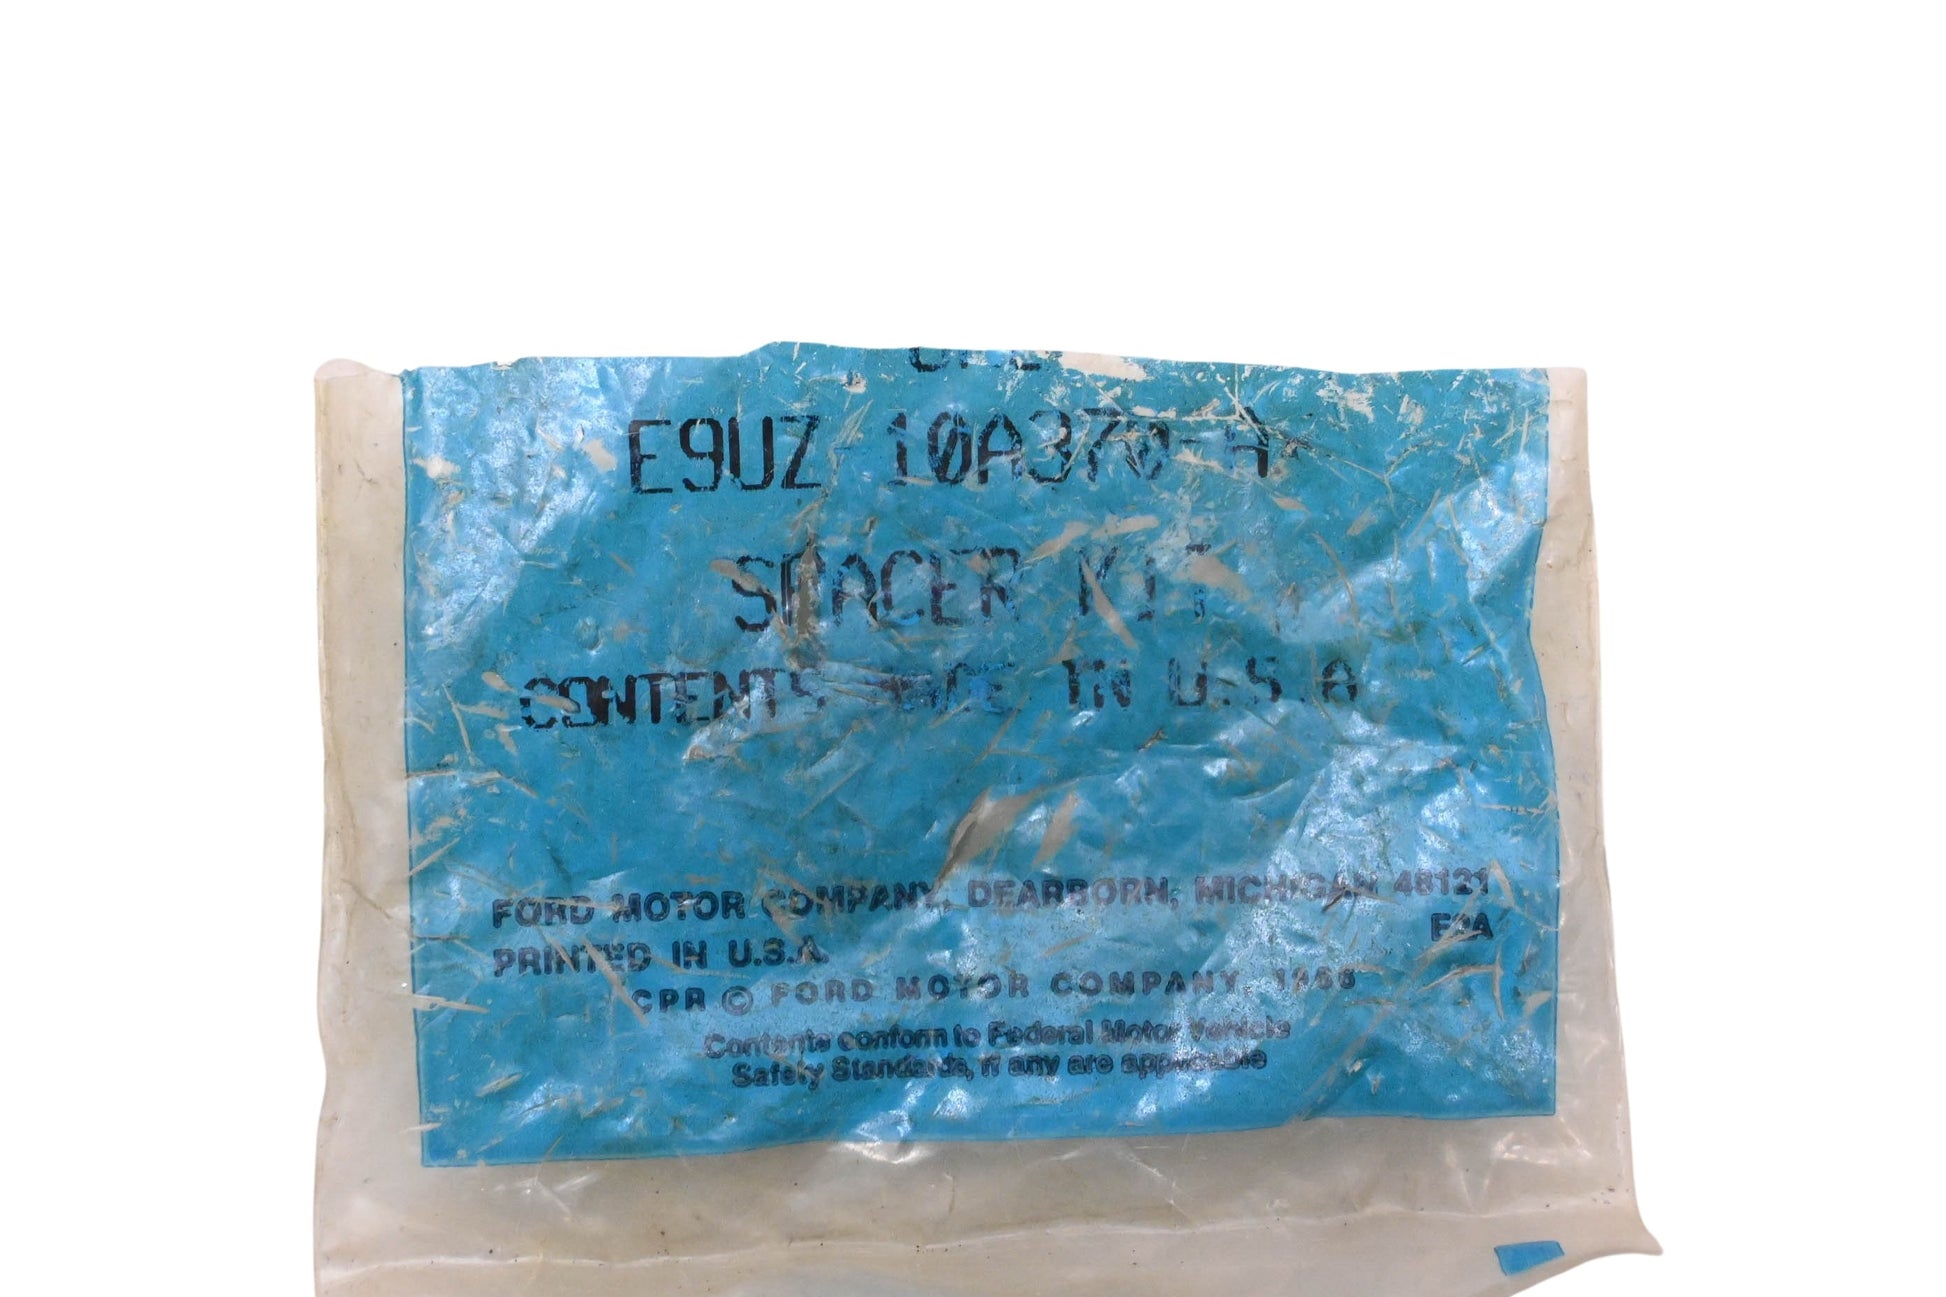 E9UZ 10A370-A
SPACER KIT
CONTENTS MADE IN U.S.A
FORD MOTOR COMPANY, DEARBORN, MICHIGAN 48121
PRINTED IN U.S.A.
CPR © FORD MOTOR COMPANY,
Contents conform to Federal Motor Vehicle
Safety Standards, if any are applicable